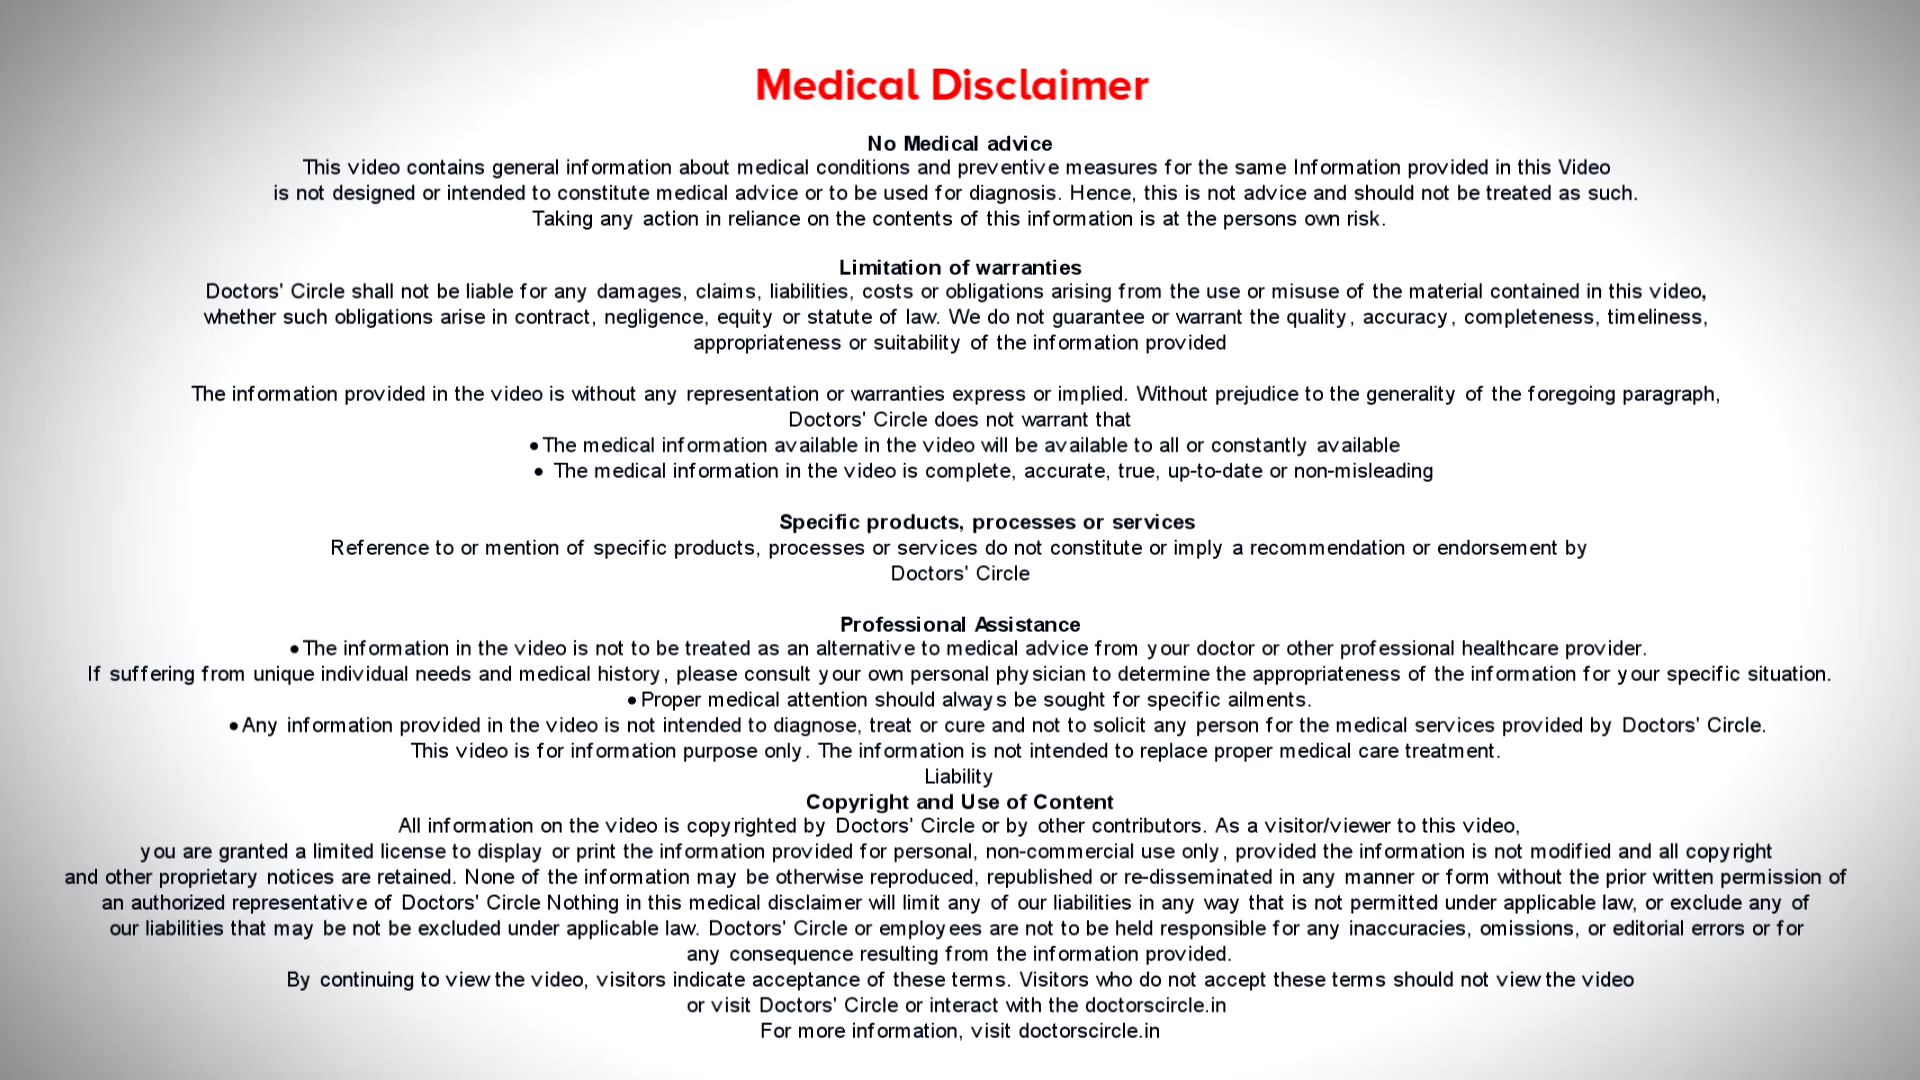 Medical Disclaimer
No Medical advice
This video contains general information about medical conditions and preventive measures for the same Information provided in this Video
is not designed or intended to constitute medical advice or to be used for diagnosis. Hence, this is not advice and should not be treated as such.
Taking any action in reliance on the contents of this information is at the persons own risk.
Limitation of warranties
Doctors' Circle shall not be liable for any damages, claims, liabilities, costs or obligations arising from the use or misuse of the material contained in this video,
whether such obligations arise in contract, negligence, equity or statute of law. We do not guarantee or warrant the quality, accuracy, completeness, timeliness,
appropriateness or suitability of the information provided
The information provided in the video is without any representation or warranties express or implied. Without prejudice to the generality of the foregoing paragraph,
Doctors' Circle does not warrant that
•The medical information available in the video will be available to all or constantly available
• The medical information in the video is complete, accurate, true, up-to-date or non-misleading
Specific products, processes or services
Reference to or mention of specific products, processes or services do not constitute or imply a recommendation or endorsement by
Doctors' Circle
Professional Assistance
•The information in the video is not to be treated as an alternative to medical advice from your doctor or other professional healthcare provider.
If suffering from unique individual needs and medical history, please consult your own personal physician to determine the appropriateness of the information for your specific situation.
•Proper medical attention should always be sought for specific ailments.
•Any information provided in the video is not intended to diagnose, treat or cure and not to solicit any person for the medical services provided by Doctors' Circle.
This video is for information purpose only. The information is not intended to replace proper medical care treatment.
Liability
Copyright and Use of Content
All information on the video is copyrighted by Doctors' Circle or by other contributors. As a visitor/viewer to this video,
you are granted a limited license to display or print the information provided for personal, non-commercial use only, provided the information is not modified and all copyright
and other proprietary notices are retained. None of the information may be otherwise reproduced, republished or re-disseminated in any manner or form without the prior written permission of
an authorized representative of Doctors' Circle Nothing in this medical disclaimer will limit any of our liabilities in any way that is not permitted under applicable law, or exclude any of
our liabilities that may be not be excluded under applicable law. Doctors' Circle or employees are not to be held responsible for any inaccuracies, omissions, or editorial errors or for
any consequence resulting from the information provided.
By continuing to view the video, visitors indicate acceptance of these terms. Visitors who do not accept these terms should not view the video
or visit Doctors' Circle or interact with the doctorscircle.in
For more information, visit doctorscircle.in